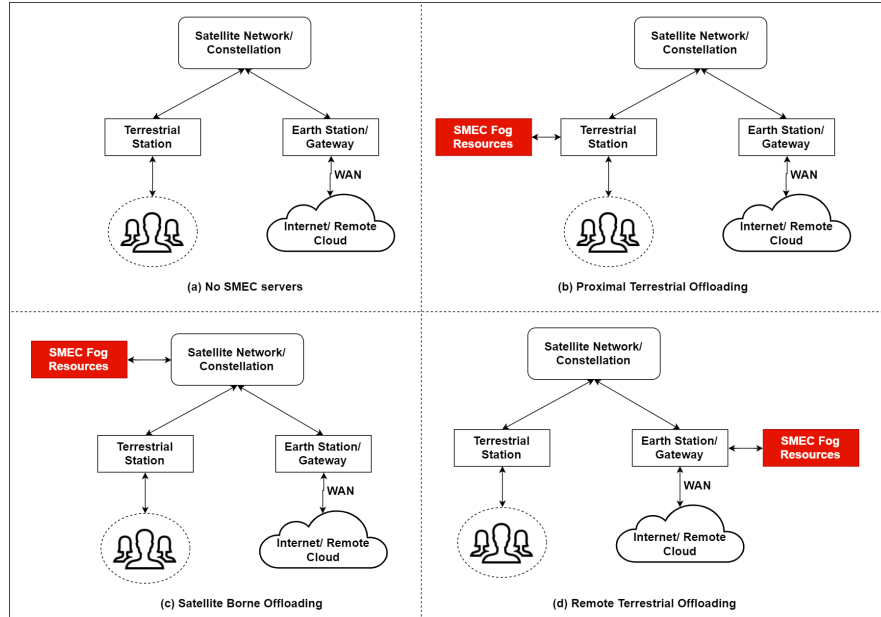 Satellite Network/
Constellation
Terrestrial
Station
Earth Station/
Gateway
WAN
Internet/ Remote
Cloud
(a) No SMEC servers
Satellite Network/
Constellation
SMEC Fog
Resources
Terrestrial
Station
Earth Station/
Gateway
WAN
Internet/ Remote
Cloud
(b) Proximal Terrestrial Offloading
SMEC Fog
Resources
Satellite Network/
Constellation
Terrestrial
Station
Earth Station/
Gateway
WAN
Internet/ Remote
Cloud
(c) Satellite Borne Offloading
Satellite Network/
Constellation
Terrestrial
Station
Earth Station/
Gateway
SMEC Fog
Resources
WAN
Internet/ Remote
Cloud
(d) Remote Terrestrial Offloading